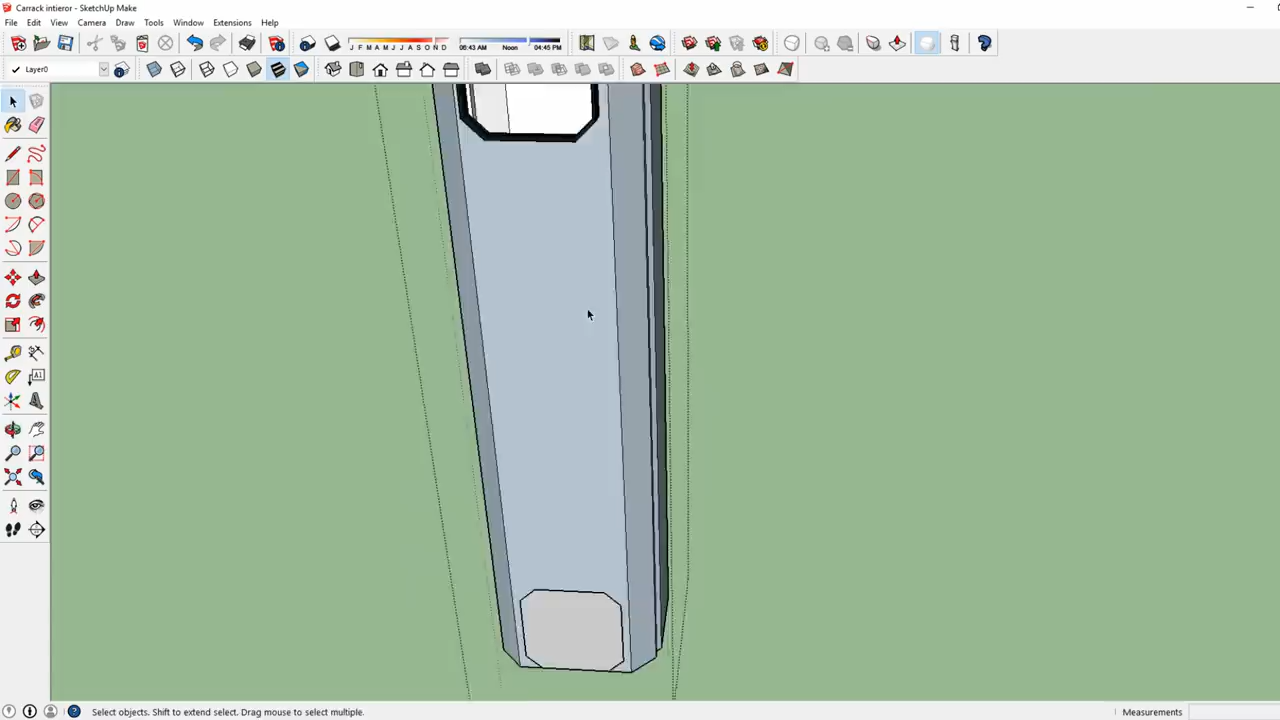 Carrack intieror - SketchUp Make
File Edit View Camera Draw Tools Window Extensions Help
J F M A M J J A S O N D 06:43 AM Noon 04:45 PM
Layer0
A1
Select objects. Shift to extend select. Drag mouse to select multiple.
Measurements